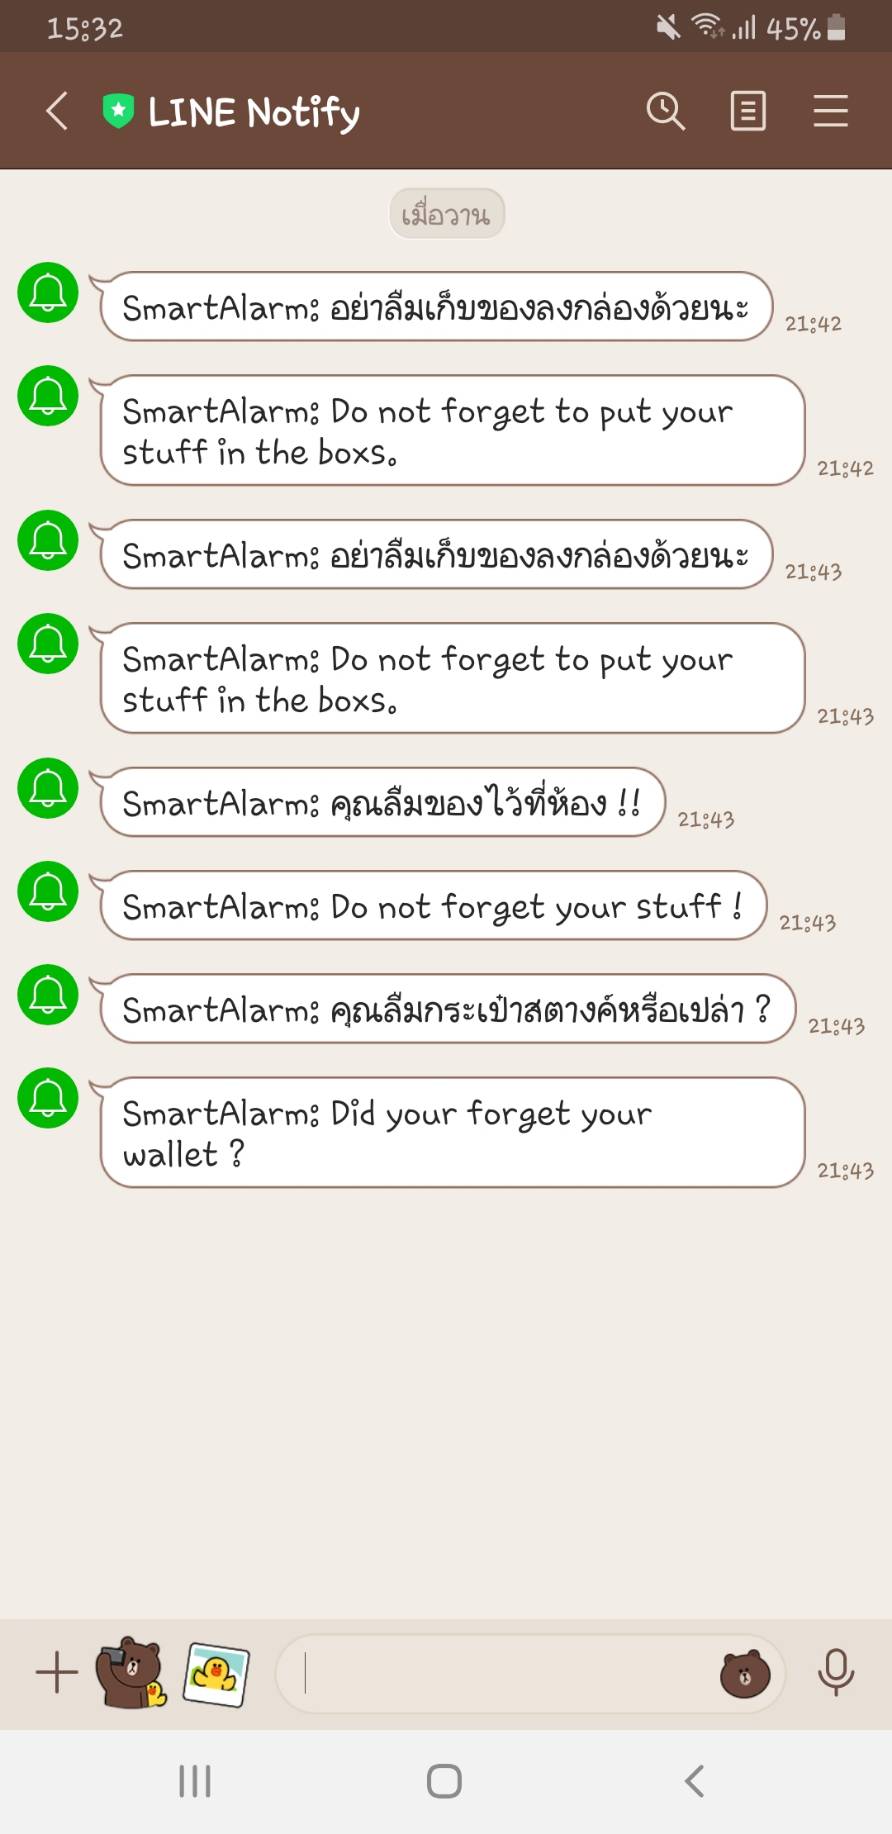 15:32
45%
LINE Notify
เมื่อวาน
SmartAlarm: อย่าลืมเก็บของลงกล่องด้วยนะ
21:42
SmartAlarm: Do not forget to put your
stuff in the boxs.
21:42
SmartAlarm: อย่าลืมเก็บของลงกล่องด้วยนะ
21:43
SmartAlarm: Do not forget to put your
stuff in the boxs.
21:43
SmartAlarm: คุณลืมของไว้ที่ห้อง !!
21:43
SmartAlarm: Do not forget your stuff !
21:43
SmartAlarm: คุณลืมกระเป๋าสตางค์หรือเปล่า ?
21:43
SmartAlarm: Did your forget your
wallet ?
21:43